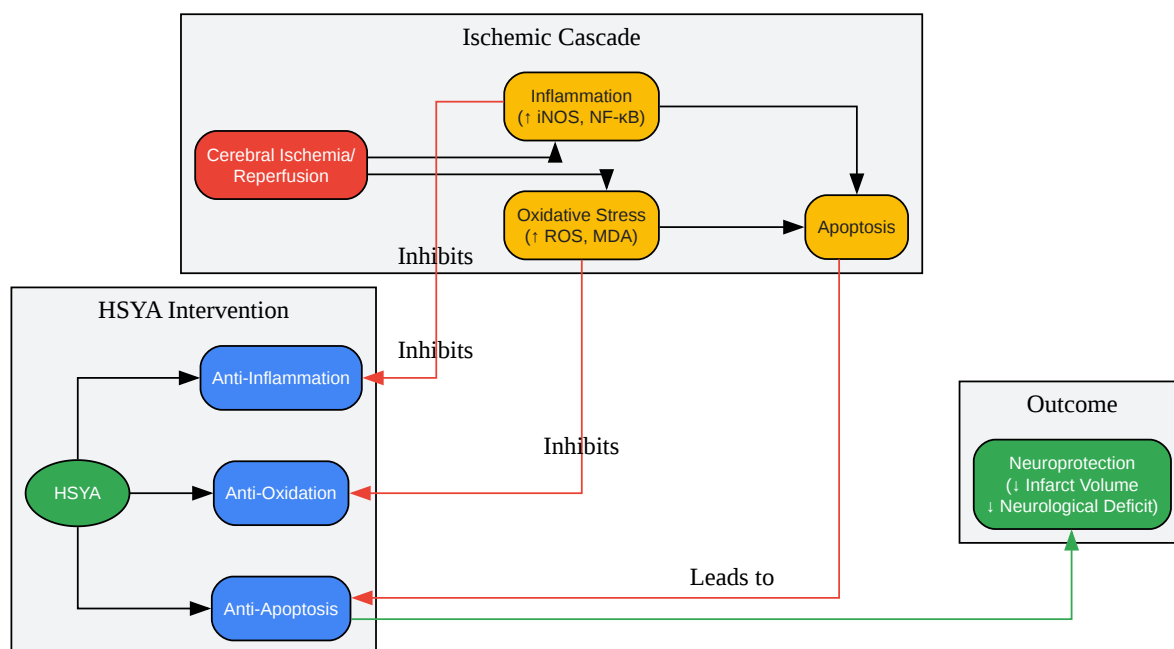 Ischemic Cascade
Inflammation
(↑ iNOS, NF-κB)
Cerebral Ischemia/
Reperfusion
Oxidative Stress
(↑ ROS, MDA)
Apoptosis
Inhibits
HSYA Intervention
Inhibits
Anti-Inflammation
Outcome
Inhibits
Neuroprotection
(↓ Infarct Volume
↓ Neurological Deficit)
HSYA
Anti-Oxidation
Leads to
Anti-Apoptosis